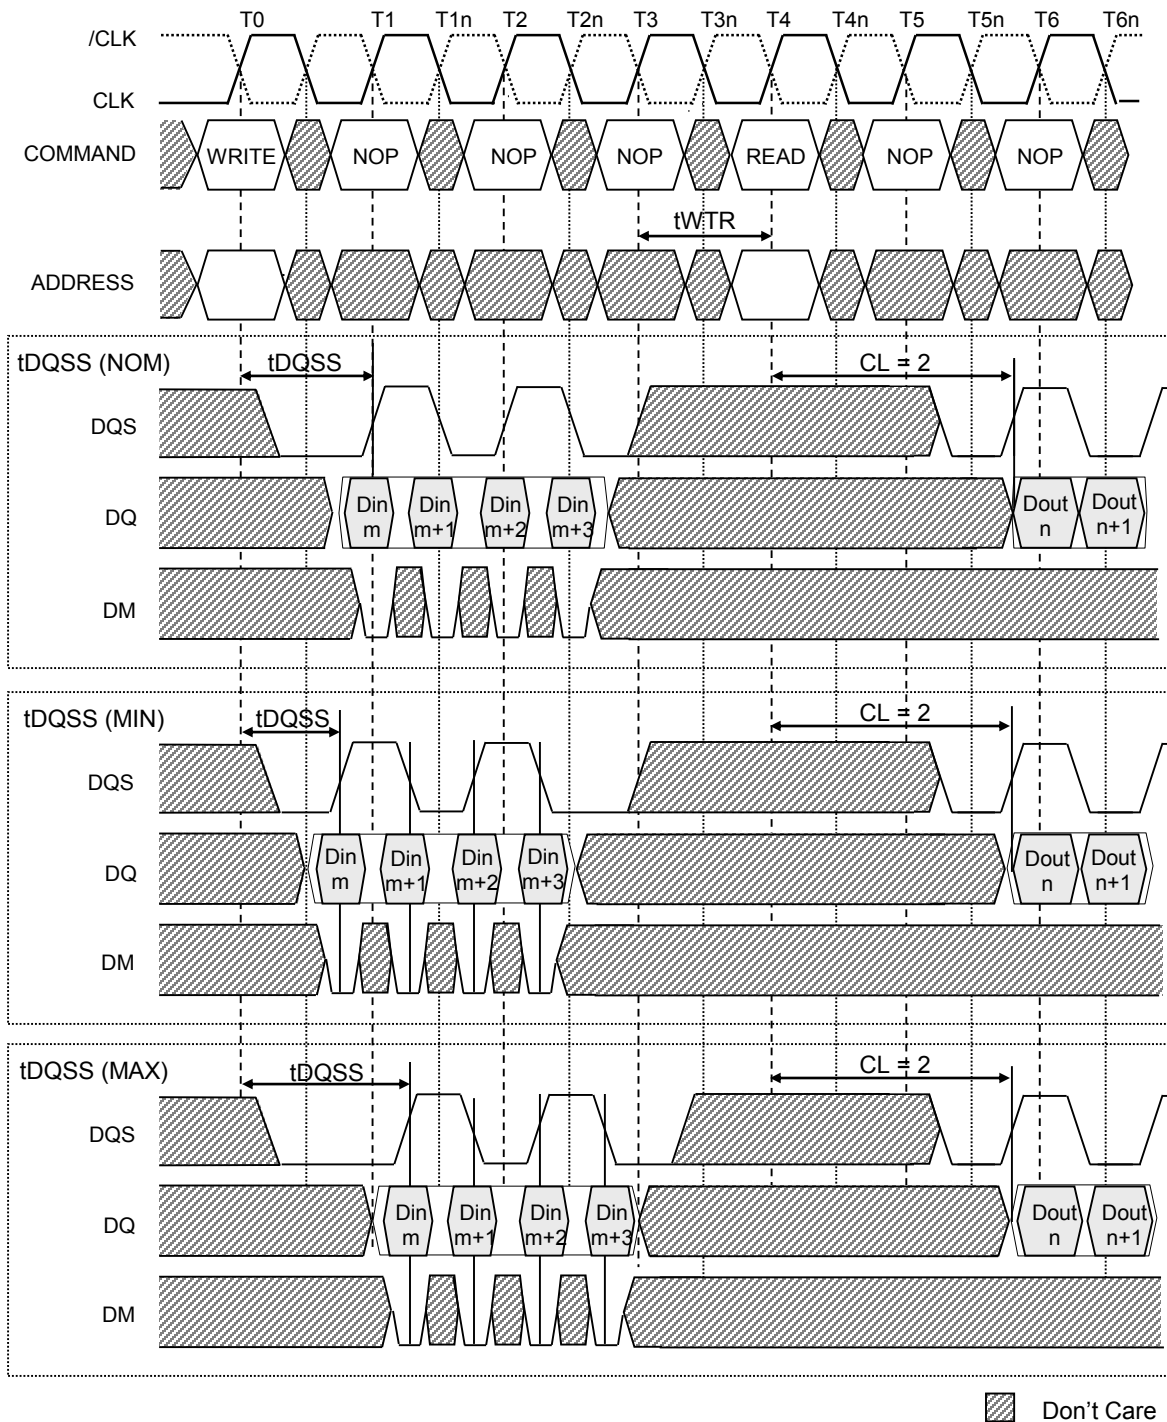 T0 T1 T1n T2 T2n T3 T3n T4 T4n T5 T5n T6 T6n
/CLK
CLK
COMMAND WRITE NOP NOP NOP READ NOP NOP
tWTR
ADDRESS
tDQSS (NOM) tDQSS CL = 2
DQS
DQ Din m Din m+1 Din m+2 Din m+3 Dout n Dout n+1
DM
tDQSS (MIN) tDQSS CL = 2
DQS
DQ Din m Din m+1 Din m+2 Din m+3 Dout n Dout n+1
DM
tDQSS (MAX) tDQSS CL = 2
DQS
DQ Din m Din m+1 Din m+2 Din m+3 Dout n Dout n+1
DM
Don't Care